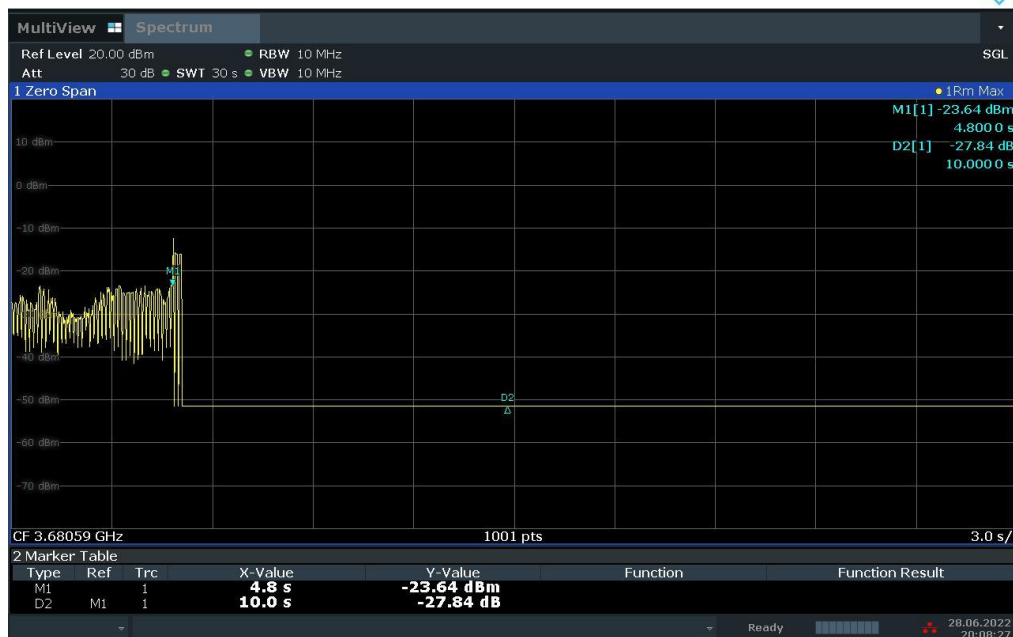 MultiView Spectrum
Ref Level 20.00 dBm RBW 10 MHz SGL
Att 30 dB SWT 30 s VBW 10 MHz
1 Zero Span 1Rm Max
M1[1] -23.64 dBm
4.8000 s
10 dBm
D2[1] -27.84 dB
10.0000 s
0 dBm
-10 dBm
-20 dBm
M1
-40 dBm
-50 dBm
D2
-60 dBm
-70 dBm
CF 3.68059 GHz 1001 pts 3.0 s/
2 Marker Table
Type Ref Trc X-Value Y-Value Function Function Result
M1 1 4.8 s -23.64 dBm
D2 M1 1 10.0 s -27.84 dB
Ready 28.06.2022
20:08:27